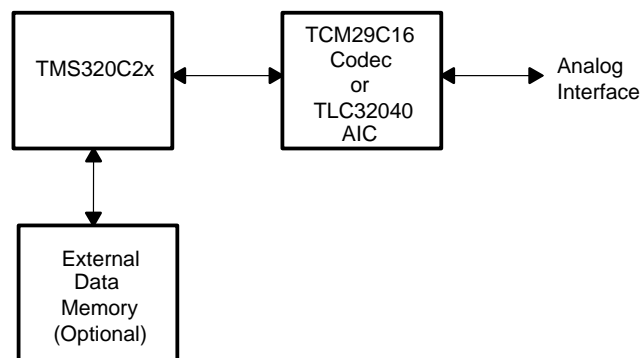 TMS320C2x
TCM29C16
Codec
or
TLC32040
AIC
Analog
Interface
External
Data
Memory
(Optional)